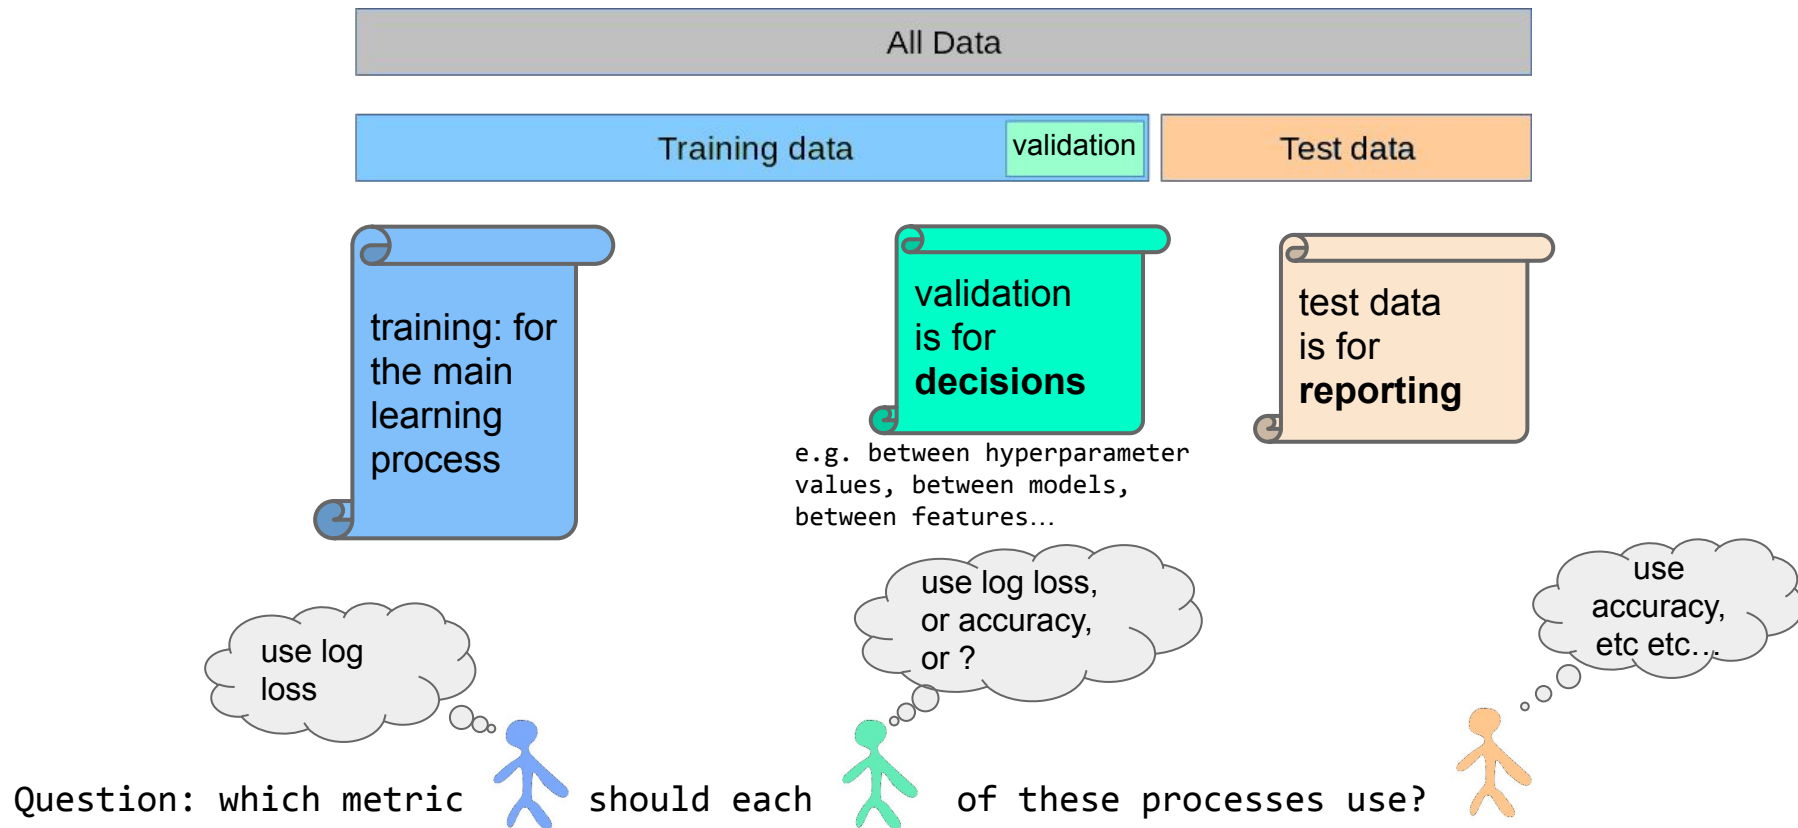 All Data
Training data
validation
Test data
training: for
the main
learning
process
validation
is for
decisions
test data
is for
reporting
e.g. between hyperparameter
values, between models,
between features…
use log
loss
use log loss,
or accuracy,
or ?
use
accuracy,
etc etc…
Question: which metric should each of these processes use?